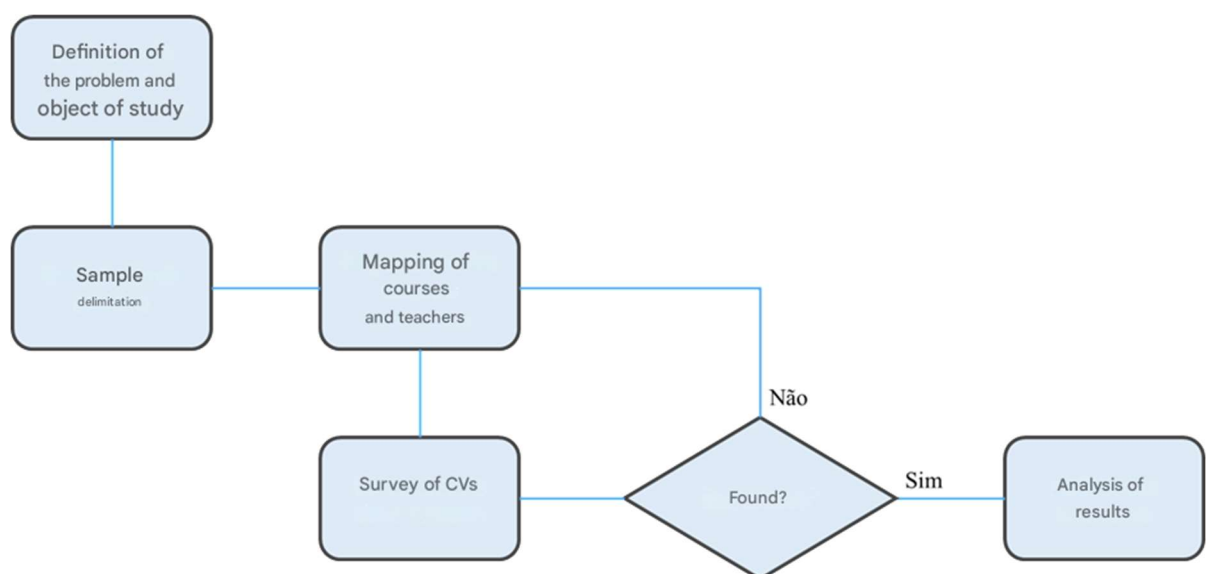 Definition of
the problem and
object of study
Sample
delimitation
Mapping of
courses
and teachers
Não
Survey of CVs
Found?
Sim
Analysis of
results